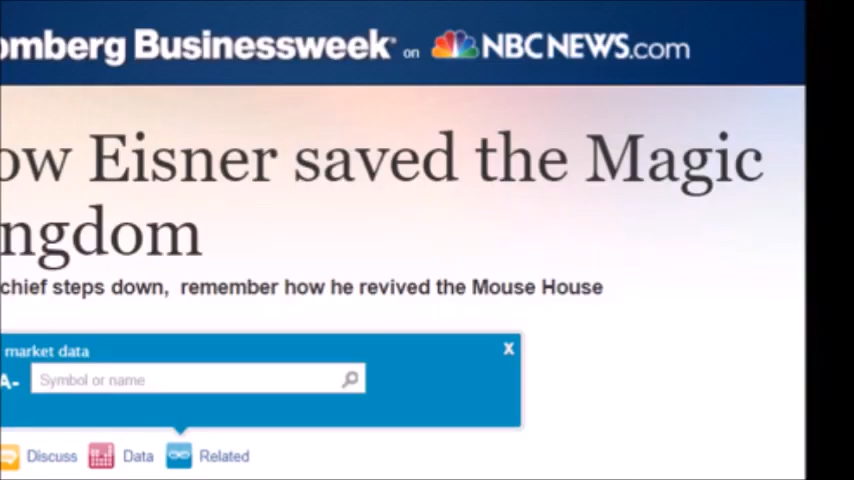 omberg Businessweek on NBCNEWS.com
ow Eisner saved the Magic
ngdom
chief steps down, remember how he revived the Mouse House
market data
x
A- Symbol or name
Discuss Data Related